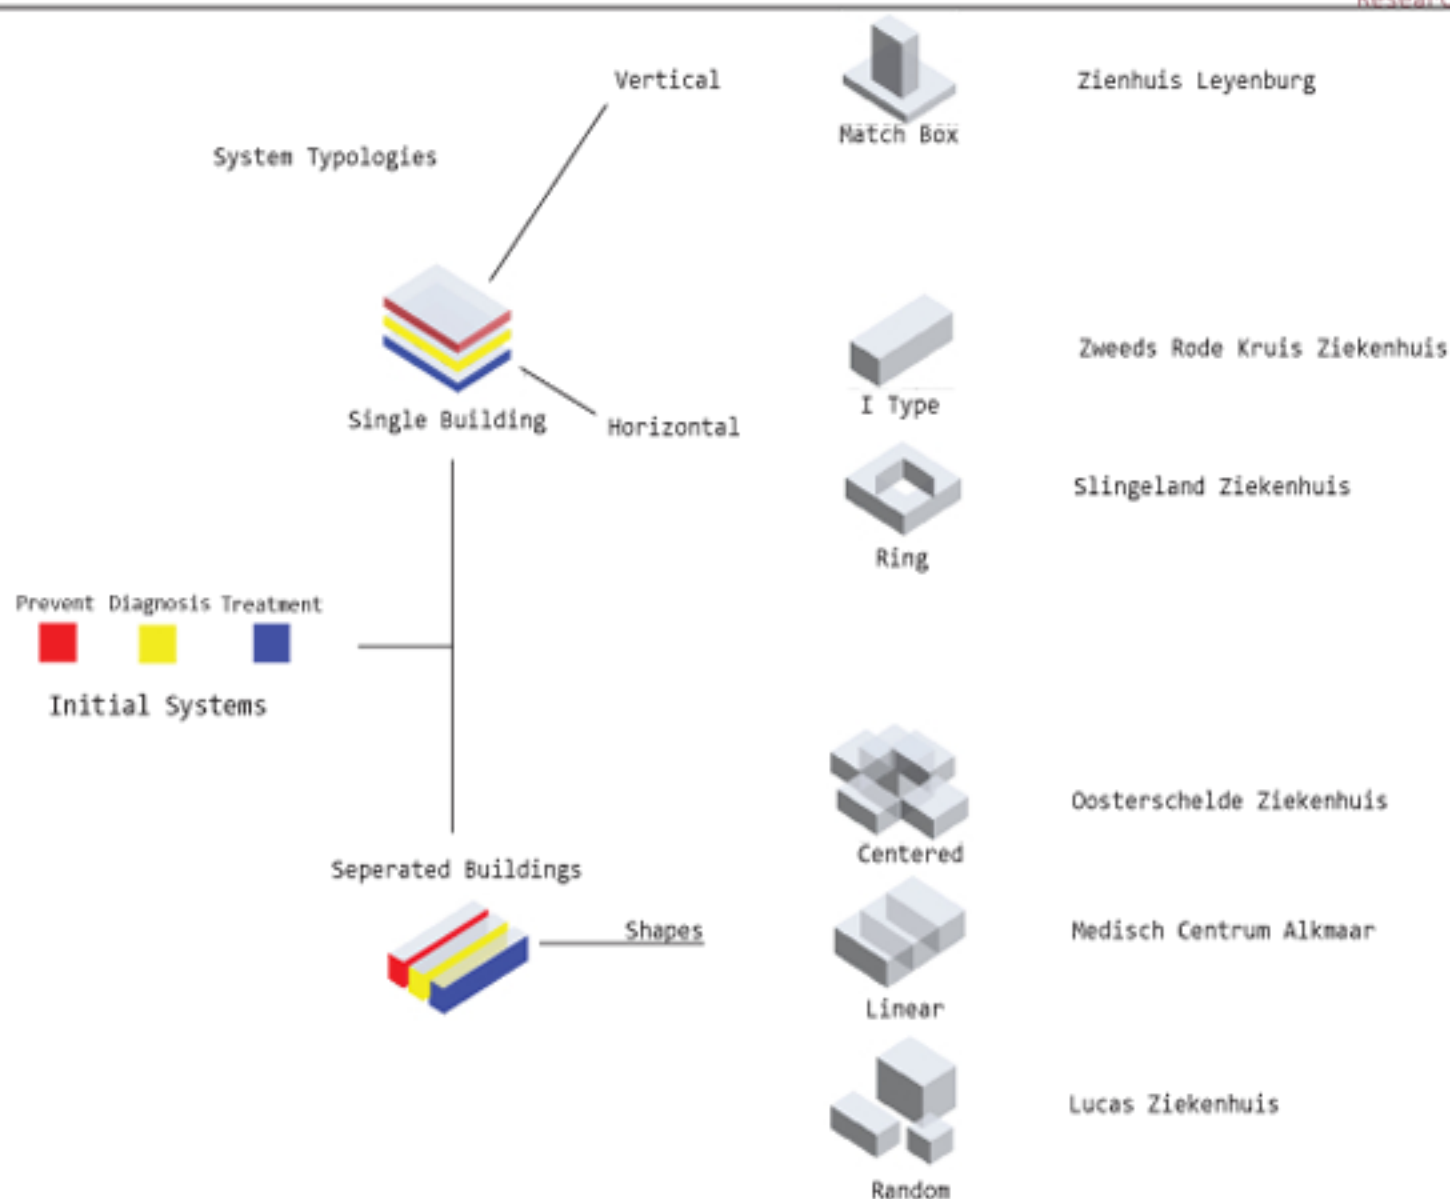 Vertical
Zienhuis Leyenburg
Match Box
System Typologies
Zweeds Rode Kruis Ziekenhuis
I Type
Single Building
Horizontal
Slingeland Ziekenhuis
Ring
Prevent Diagnosis Treatment
Initial Systems
Oosterschelde Ziekenhuis
Centered
Seperated Buildings
Shapes
Medisch Centrum Alkmaar
Linear
Lucas Ziekenhuis
Random